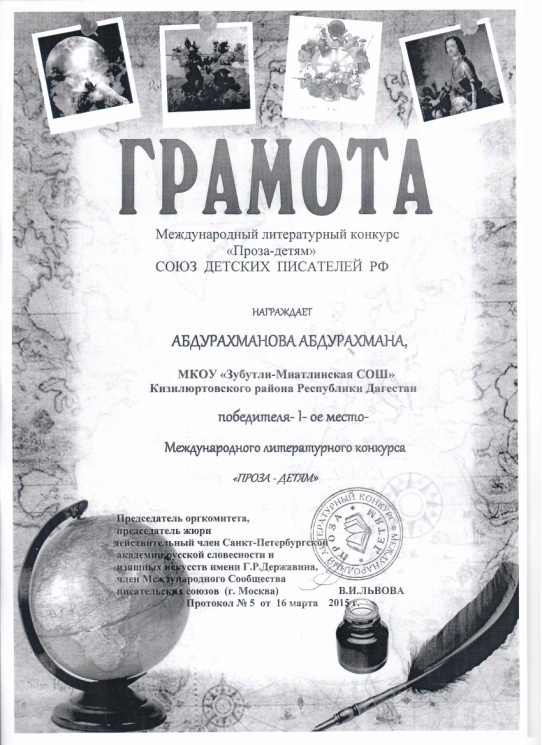 ГРАМОТА
Международный литературный конкурс
«Проза-детям»
СОЮЗ ДЕТСКИХ ПИСАТЕЛЕЙ РФ
НАГРАЖДАЕТ
АБДУРАХМАНОВА АБДУРАХМАНА,
МКОУ «Зубутли-Миатлинская СОШ»
Кизилюртовского района Республики Дагестан
победителя- 1- ое место-
Международного литературного конкурса
«ПРОЗА - ДЕТЯМ»
Председатель оргкомитета,
председатель жюри
действительный член Санкт-Петербургской
академии русской словесности и
изящных искусств имени Г.Р.Державина,
член Международного Сообщества
писательских союзов (г. Москва) В.И.ЛЬВОВА
Протокол № 5 от 16 марта 2015 г.
МЕЖДУНАРОДНЫЙ ЛИТЕРАТУРНЫЙ КОНКУРС
ПРОЗА ДЕТЯМ